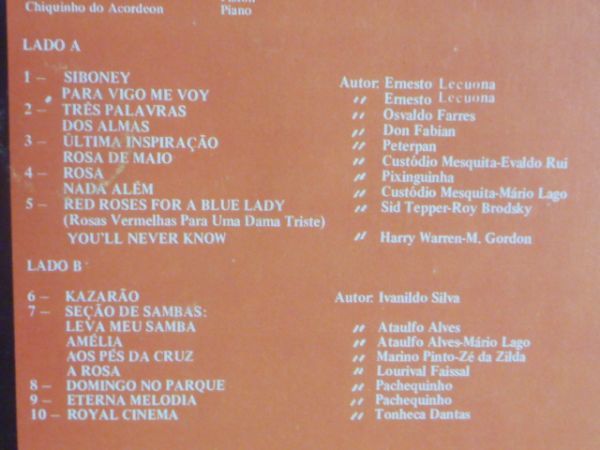 Chiquinho do Acordeon
Piano
LADO A
1 – SIBONEY Autor: Ernesto Lecuona
PARA VIGO ME VOY " Ernesto Lecuona
2 – TRÊS PALAVRAS " Osvaldo Farres
DOS ALMAS " Don Fabian
3 – ÚLTIMA INSPIRAÇÃO " Peterpan
ROSA DE MAIO " Custódio Mesquita-Evaldo Rui
4 – ROSA " Pixinguinha
NADA ALÉM " Custódio Mesquita-Mário Lago
5 – RED ROSES FOR A BLUE LADY " Sid Tepper-Roy Brodsky
(Rosas Vermelhas Para Uma Dama Triste)
YOU'LL NEVER KNOW " Harry Warren-M. Gordon
LADO B
6 – KAZARÃO Autor: Ivanildo Silva
7 – SEÇÃO DE SAMBAS:
LEVA MEU SAMBA " Ataulfo Alves
AMÉLIA " Ataulfo Alves-Mário Lago
AOS PÉS DA CRUZ " Marino Pinto-Zé da Zilda
A ROSA " Lourival Faissal
8 – DOMINGO NO PARQUE " Pachequinho
9 – ETERNA MELODIA " Pachequinho
10 – ROYAL CINEMA " Tonheca Dantas